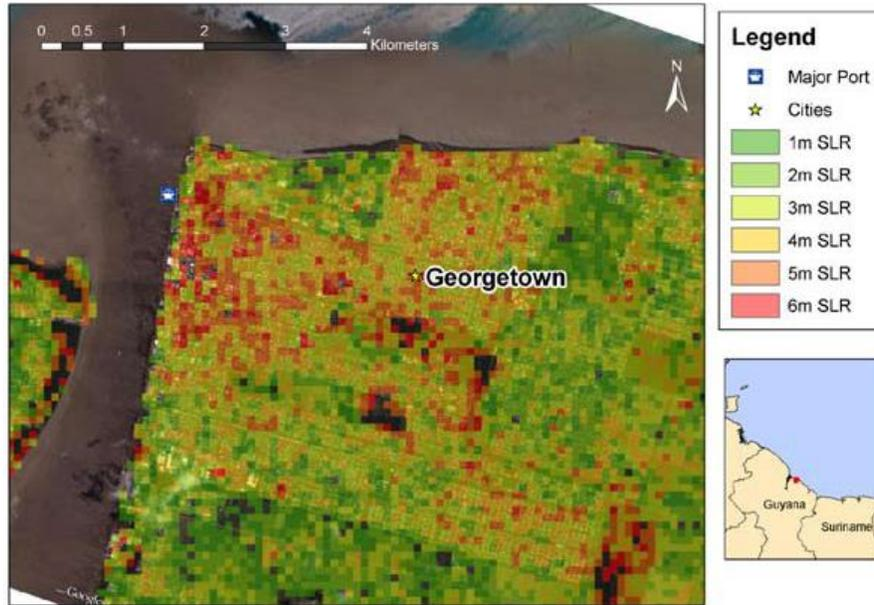 0 0.5 1 2 3 4
Kilometers
N
Georgetown
Google
Legend
Major Port
Cities
1m SLR
2m SLR
3m SLR
4m SLR
5m SLR
6m SLR
Guyana
Suriname